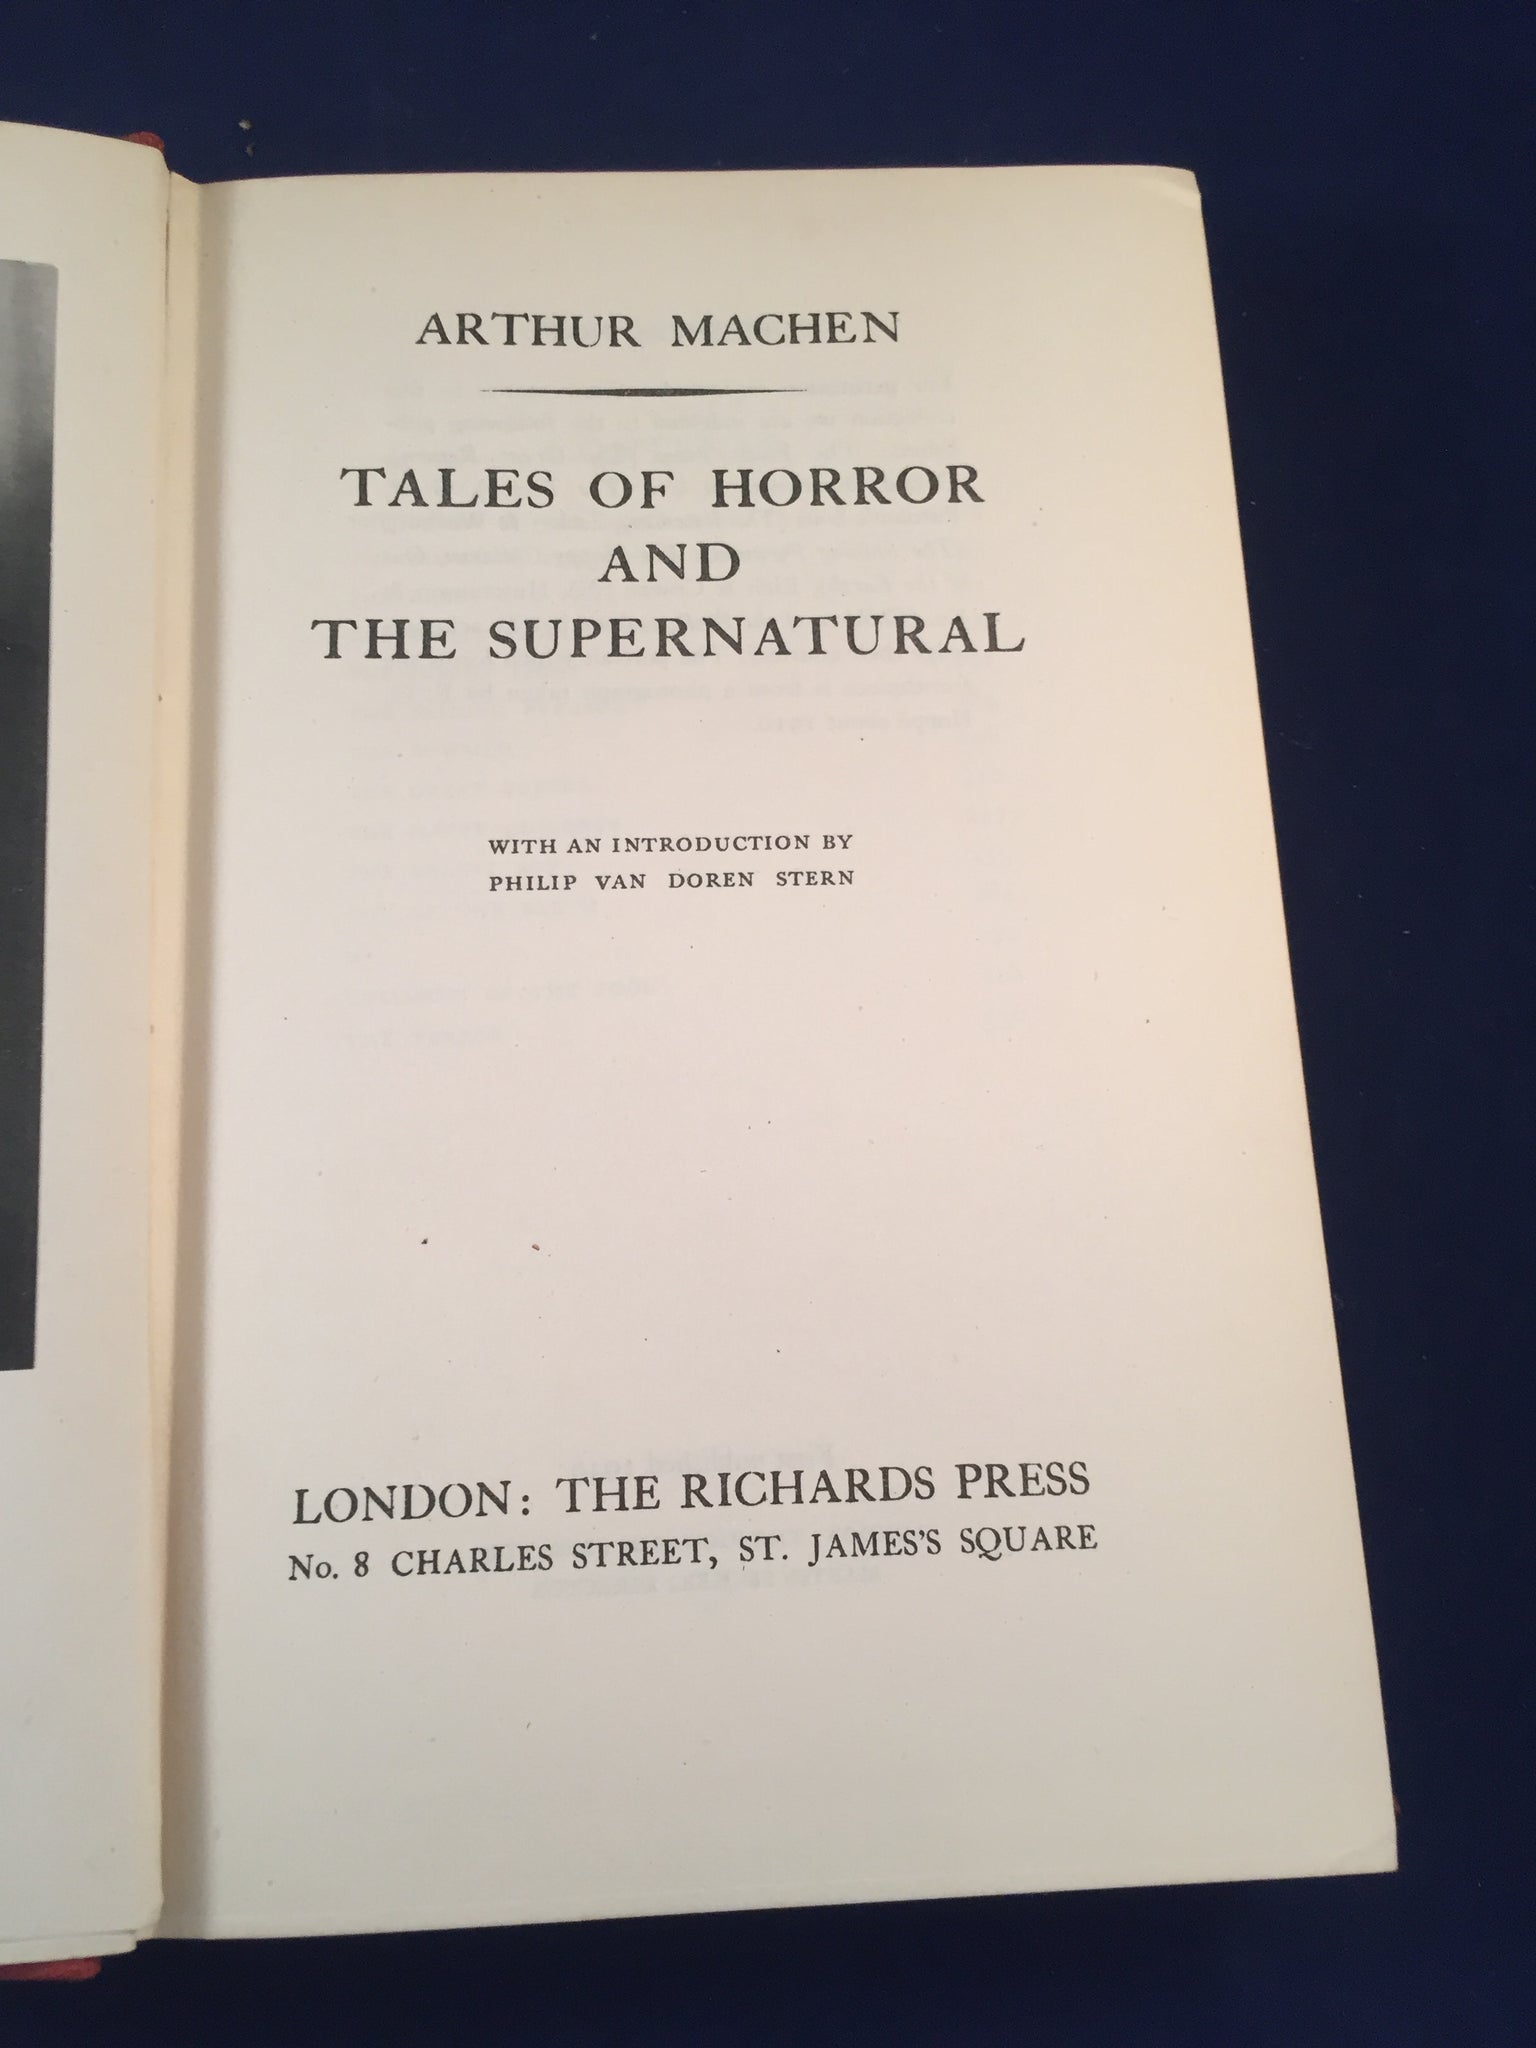 ARTHUR MACHEN
TALES OF HORROR
AND
THE SUPERNATURAL
WITH AN INTRODUCTION BY
PHILIP VAN DOREN STERN
LONDON: THE RICHARDS PRESS
No. 8 CHARLES STREET, ST. JAMES'S SQUARE